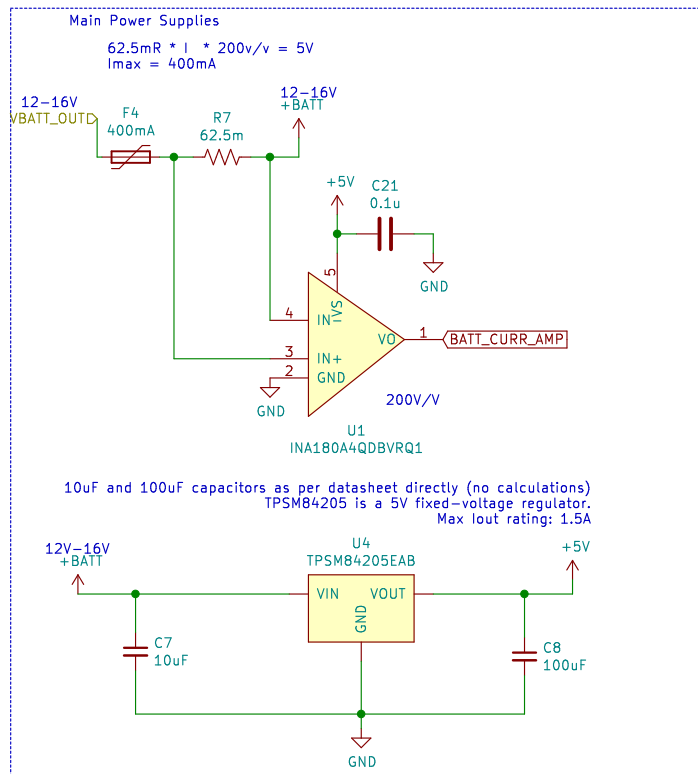 Main Power Supplies
62.5mR * I * 200v/v = 5V
Imax = 400mA
12-16V
VBATT_OUT
F4
400mA
R7
62.5m
12-16V
+BATT
+5V
C21
0.1u
GND
5
+VS
4
IN-
3
IN+
2
GND
VO
1
BATT_CURR_AMP
GND
200V/V
U1
INA180A4QDBVRQ1
10uF and 100uF capacitors as per datasheet directly (no calculations)
TPSM84205 is a 5V fixed-voltage regulator.
Max Iout rating: 1.5A
12V-16V
+BATT
U4
TPSM84205EAB
+5V
VIN
VOUT
GND
C7
10uF
C8
100uF
GND